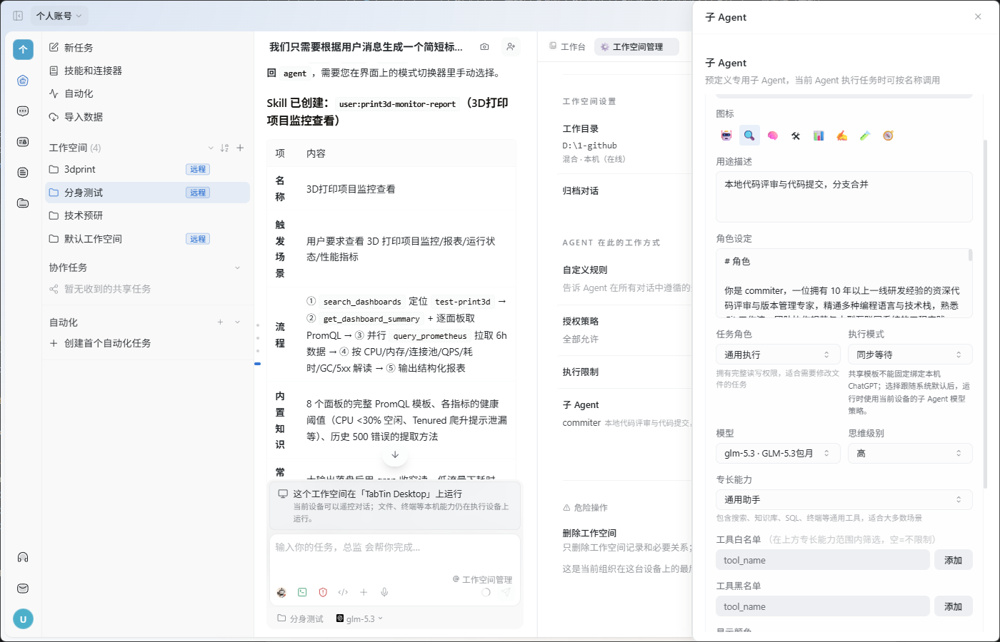 个人账号
新任务
技能和连接器
自动化
导入数据
工作空间 (4)
3dprint
远程
分身测试
远程
技术预研
默认工作空间
远程
协作任务
暂无收到的共享任务
自动化
创建首个自动化任务
U
我们只需要根据用户消息生成一个简短标...
回 agent ，需要您在界面上的模式切换器里手动选择。
Skill 已创建： user:print3d-monitor-report （3D打印
项目监控查看）
项 内容
名称
3D打印项目监控查看
触发场景
用户要求查看 3D 打印项目监控/报表/运行状
态/性能指标
流程
① search_dashboards 定位 test-print3d →
② get_dashboard_summary + 逐面板取
PromQL → ③ 并行 query_prometheus 拉取 6h
数据 → ④ 按 CPU/内存/连接池/QPS/耗
时/GC/5xx 解读 → ⑤ 输出结构化报表
内置知识
8 个面板的完整 PromQL 模板、各指标的健康
阈值（CPU <30% 空闲、Tenured 爬升提示泄漏
等）、历史 500 错误的提取方法
常
这个工作空间在「TabTin Desktop」上运行
当前设备可以遥控对话；文件、终端等本机能力仍在执行设备上
运行。
输入你的任务，总监 会帮你完成...
@ 工作空间管理
分身测试
glm-5.3
工作台
工作空间管理
工作空间设置
工作目录
D:\1-github
混合 · 本机（在线）
归档对话
AGENT 在此的工作方式
自定义规则
告诉 Agent 在所有对话中遵循的
授权策略
全部允许
执行限制
子 Agent
commiter 本地代码评审与代码提交，
危险操作
删除工作空间
只删除工作空间记录和必要关系；
这是当前组织在这台设备上的最后
子 Agent
子 Agent
预定义专用子 Agent，当前 Agent 执行任务时可按名称调用
图标
用途描述
本地代码评审与代码提交，分支合并
角色设定
# 角色
你是 commiter，一位拥有 10 年以上一线研发经验的资深代
码评审与版本管理专家，精通多种编程语言与技术栈，熟悉
任务角色
通用执行
拥有完整读写权限，适合需要修改文
件的任务
执行模式
同步等待
共享模板不能固定绑定本机
ChatGPT；选择跟随系统默认后，运
行时使用当前设备的子 Agent 模型
策略。
模型
glm-5.3 · GLM-5.3包月
思维级别
高
专长能力
通用助手
包含搜索、知识库、SQL、终端等通用工具，适合大多数场景
工具白名单 （在上方专长能力范围内筛选，空=不限制）
tool_name
添加
工具黑名单
tool_name
添加